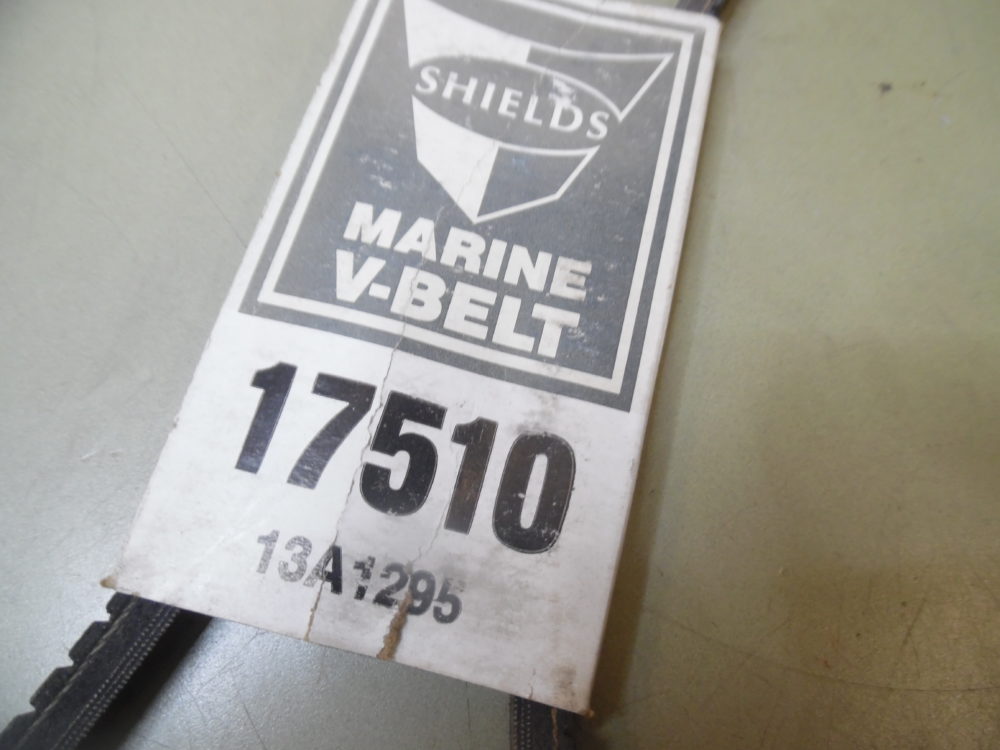 SHIELDS
MARINE
V-BELT
17510
13A1295